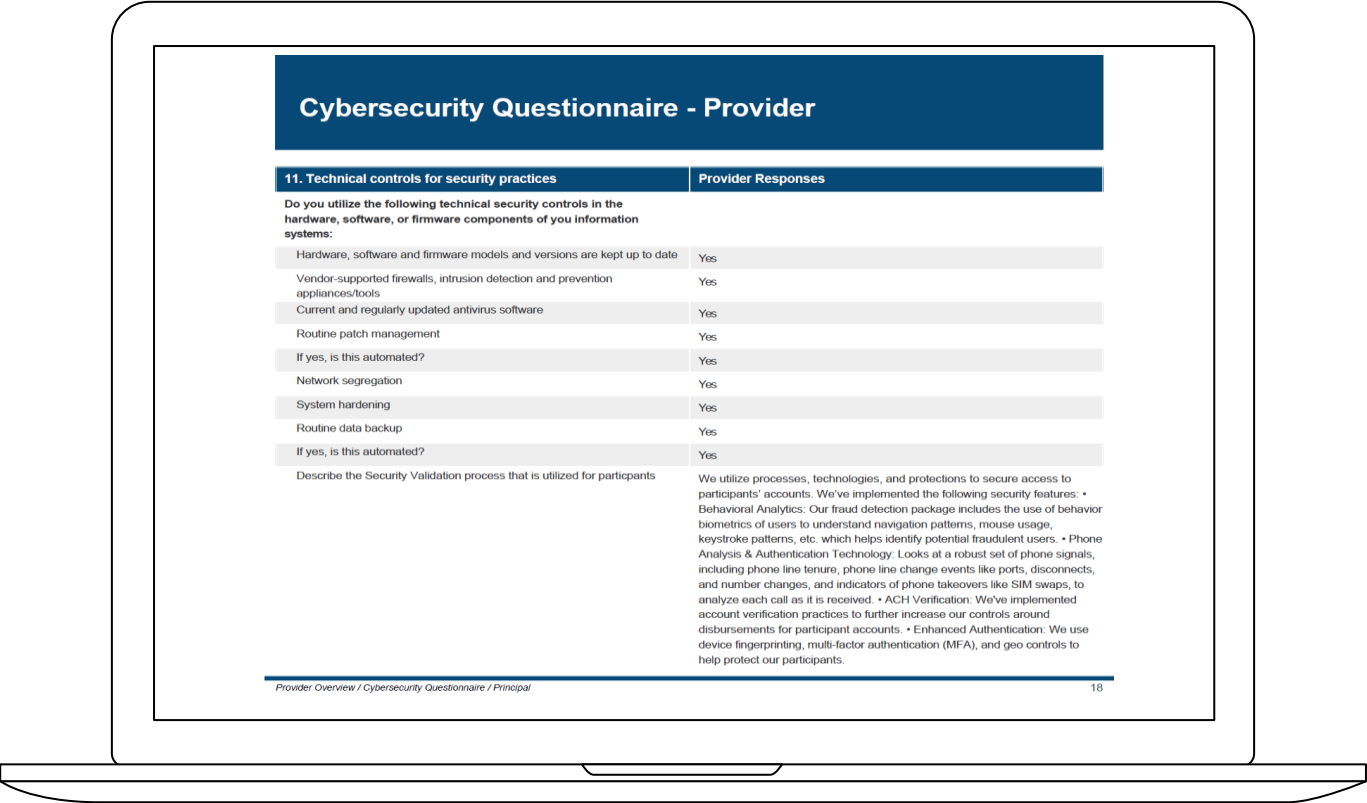 Cybersecurity Questionnaire - Provider
11. Technical controls for security practices
Provider Responses
Do you utilize the following technical security controls in the
hardware, software, or firmware components of you information
systems:
Hardware, software and firmware models and versions are kept up to date
Yes
Vendor-supported firewalls, intrusion detection and prevention
appliances/tools
Yes
Current and regularly updated antivirus software
Yes
Routine patch management
Yes
If yes, is this automated?
Yes
Network segregation
Yes
System hardening
Yes
Routine data backup
Yes
If yes, is this automated?
Yes
Describe the Security Validation process that is utilized for particpants
We utilize processes, technologies, and protections to secure access to
participants' accounts. We've implemented the following security features: •
Behavioral Analytics: Our fraud detection package includes the use of behavior
biometrics of users to understand navigation patterns, mouse usage,
keystroke patterns, etc. which helps identify potential fraudulent users. • Phone
Analysis & Authentication Technology: Looks at a robust set of phone signals,
including phone line tenure, phone line change events like ports, disconnects,
and number changes, and indicators of phone takeovers like SIM swaps, to
analyze each call as it is received. • ACH Verification: We've implemented
account verification practices to further increase our controls around
disbursements for participant accounts. • Enhanced Authentication: We use
device fingerprinting, multi-factor authentication (MFA), and geo controls to
help protect our participants.
Provider Overview / Cybersecurity Questionnaire / Principal
18